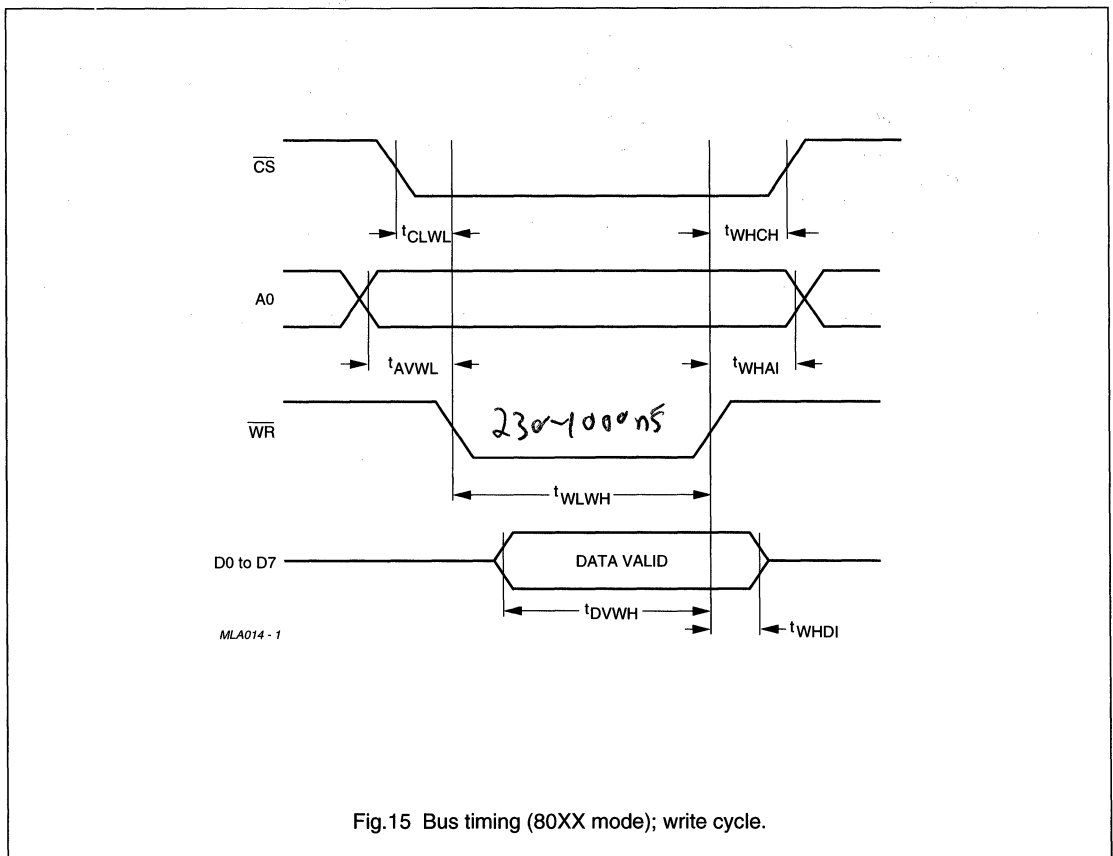 CS
tCLWL
tWHCH
A0
tAVWL
tWHAI
WR
230~1000ns
tWLWH
D0 to D7
DATA VALID
tDVWH
tWHDI
MLA014 - 1
Fig.15 Bus timing (80XX mode); write cycle.